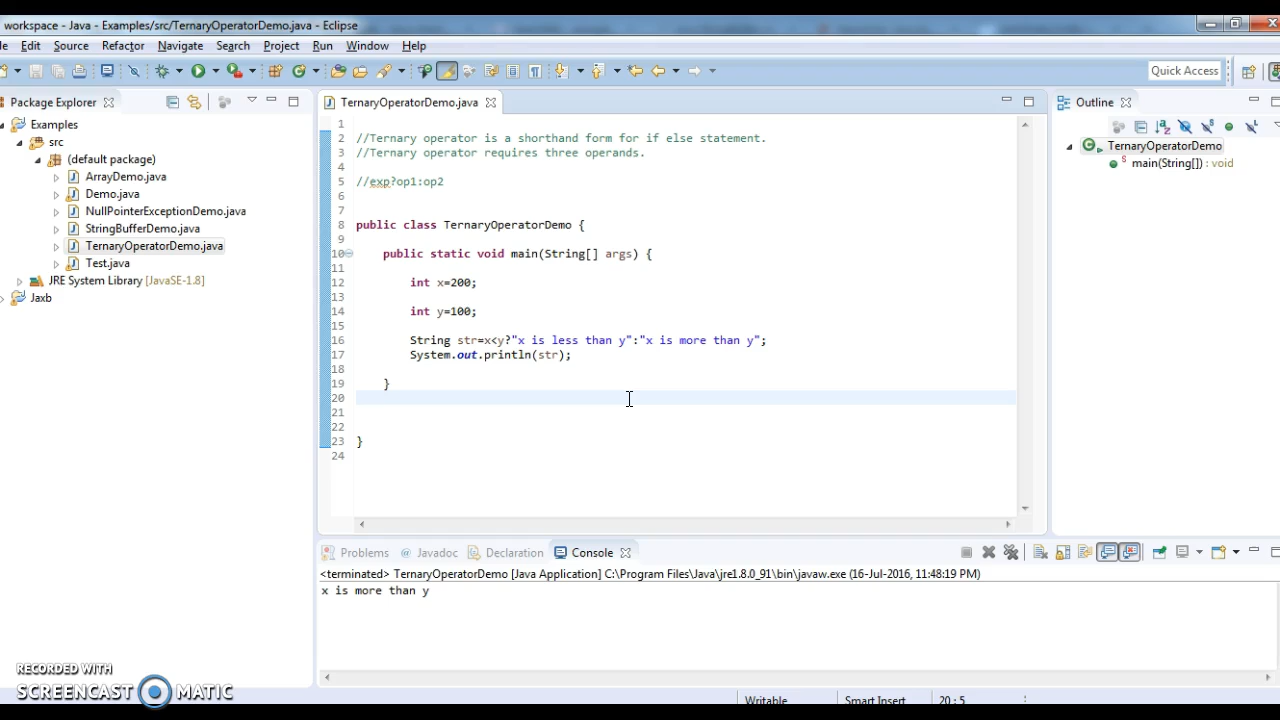 workspace - Java - Examples/src/TernaryOperatorDemo.java - Eclipse
Edit Source Refactor Navigate Search Project Run Window Help
Quick Access
Package Explorer
Examples
src
(default package)
ArrayDemo.java
Demo.java
NullPointerExceptionDemo.java
StringBufferDemo.java
TernaryOperatorDemo.java
Test.java
JRE System Library [JavaSE-1.8]
Jaxb
TernaryOperatorDemo.java
1
2 //Ternary operator is a shorthand form for if else statement.
3 //Ternary operator requires three operands.
4
5 //exp?op1:op2
6
7
8 public class TernaryOperatorDemo {
9
10 public static void main(String[] args) {
11
12 int x=200;
13
14 int y=100;
15
16 String str=x<y?"x is less than y":"x is more than y";
17 System.out.println(str);
18
19 }
20
21
22
23 }
24
Outline
TernaryOperatorDemo
main(String[]) : void
Problems @ Javadoc Declaration Console
<terminated> TernaryOperatorDemo [Java Application] C:\Program Files\Java\jre1.8.0_91\bin\javaw.exe (16-Jul-2016, 11:48:19 PM)
x is more than y
Writable Smart Insert 20 : 5
RECORDED WITH
SCREENCAST MATIC